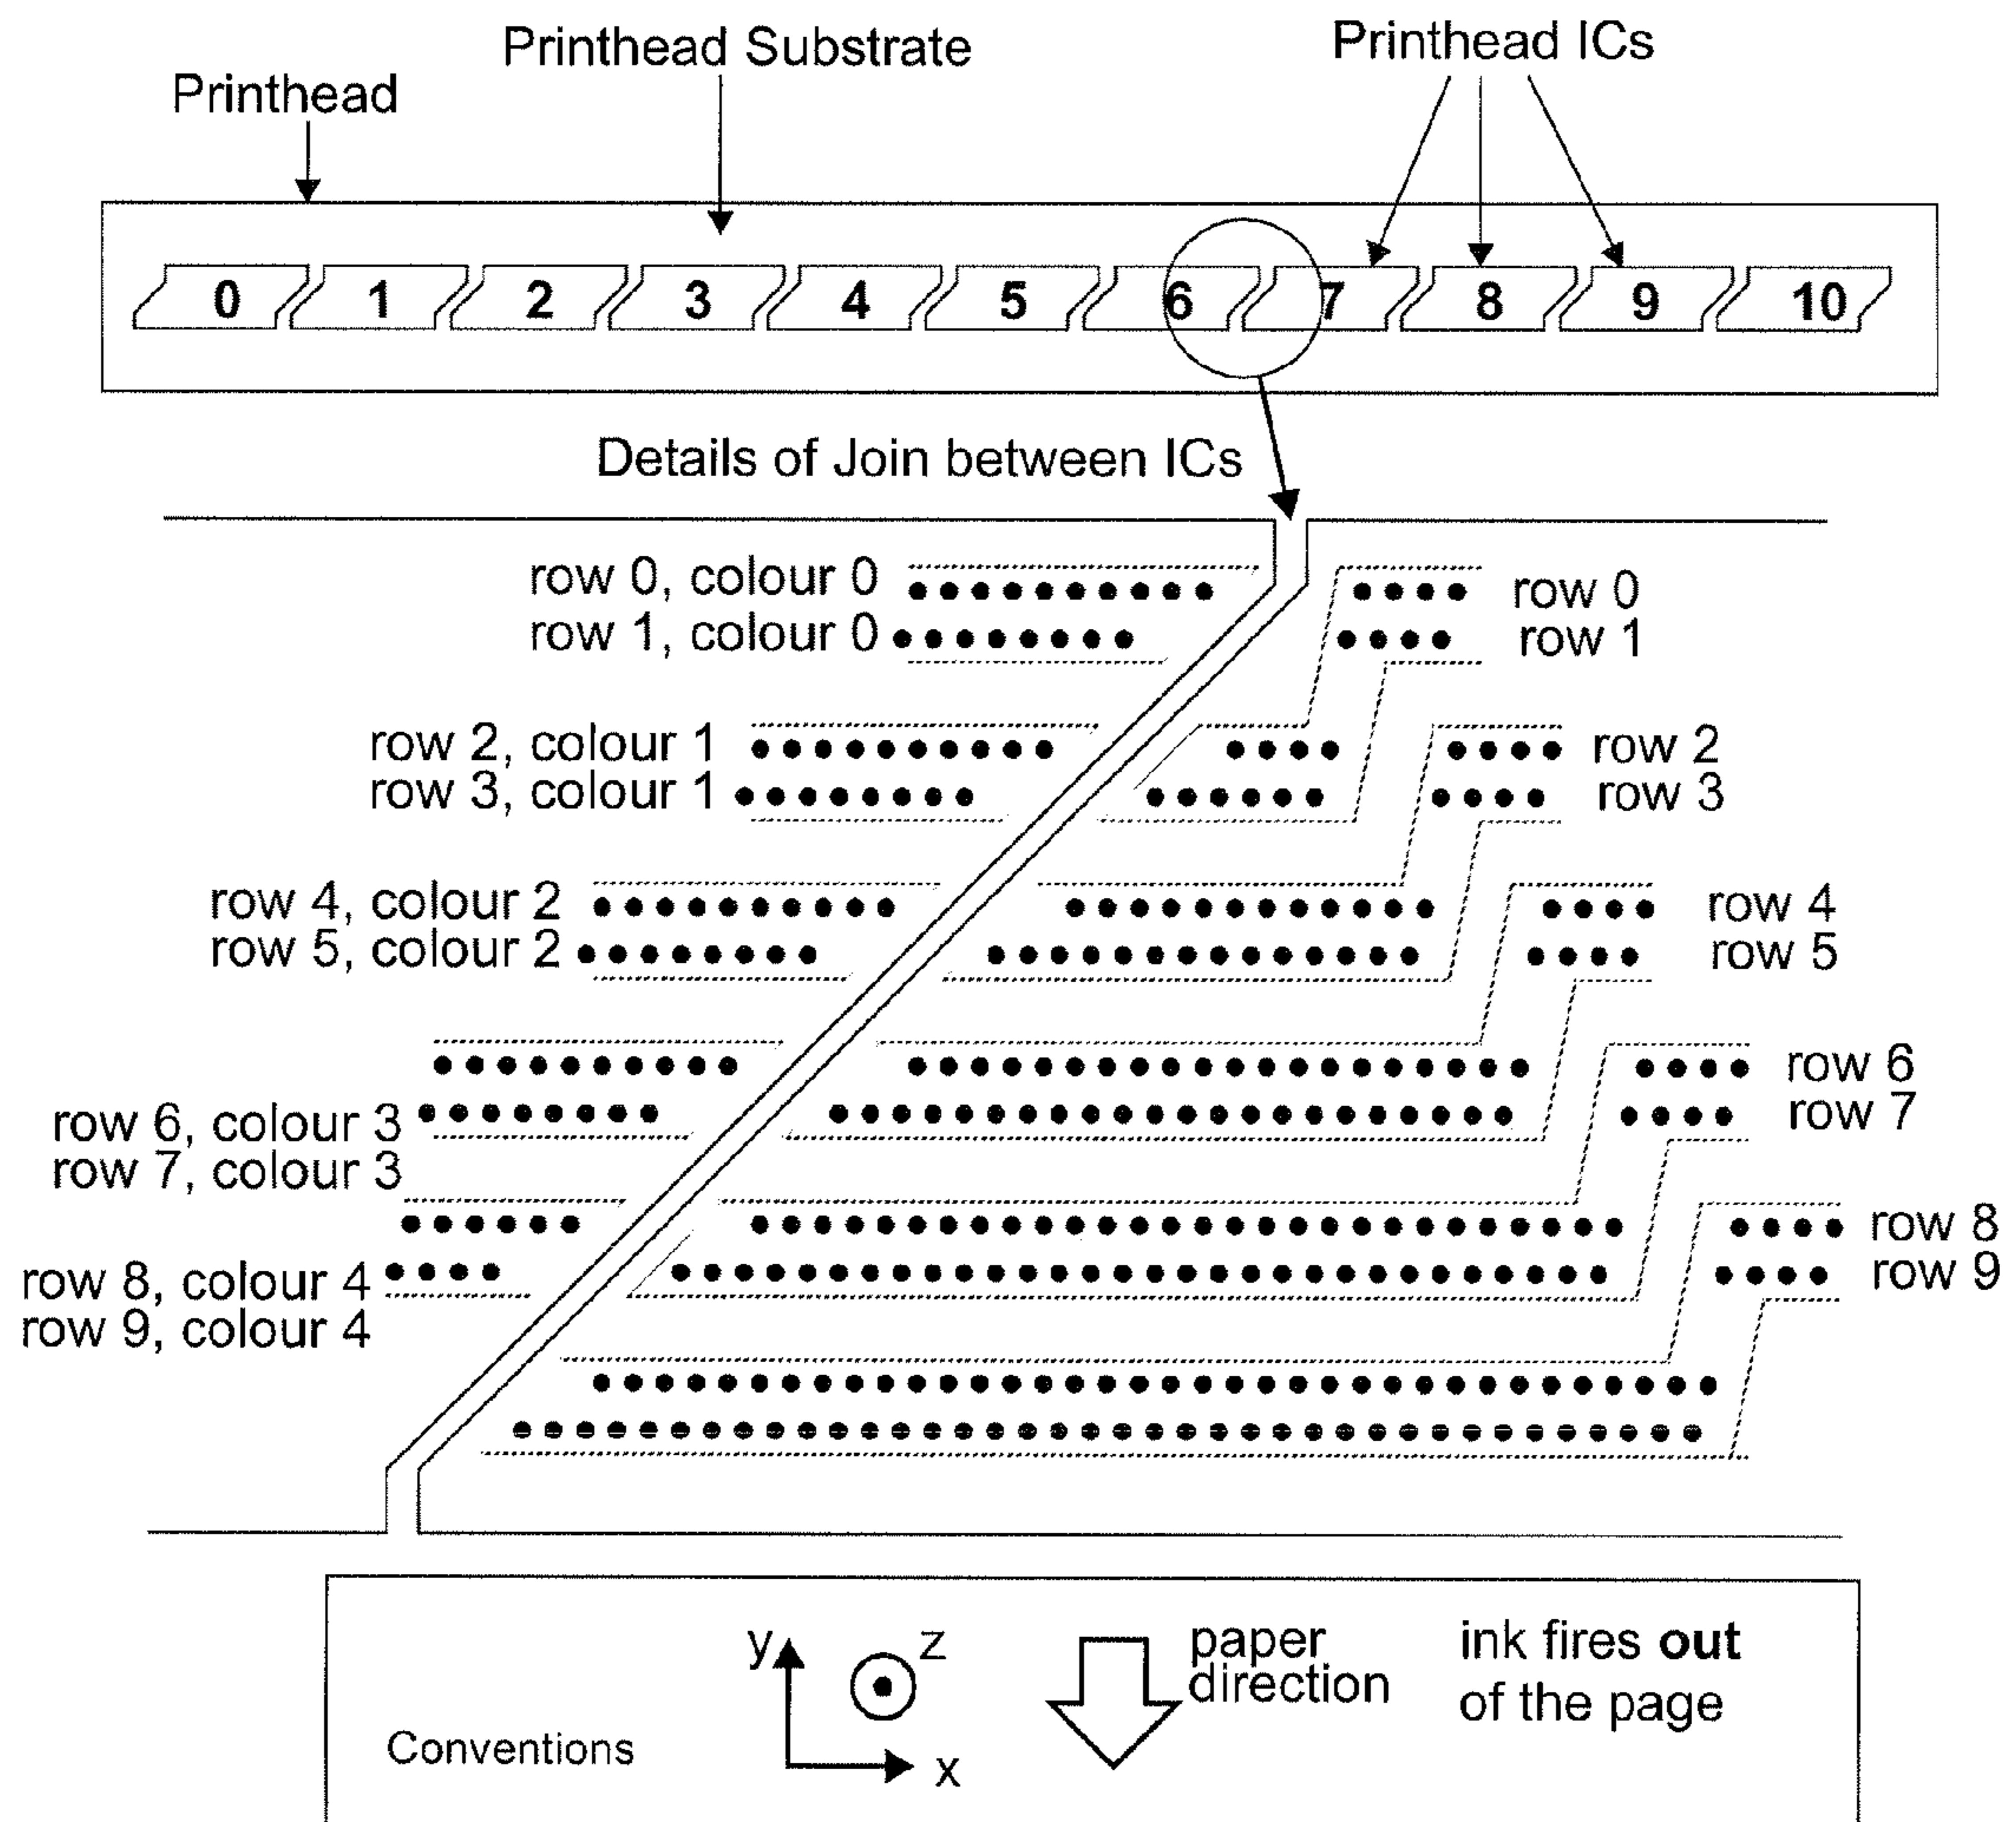 Printhead Substrate
Printhead ICs
Printhead
0 1 2 3 4 5 6 7 8 9 10
Details of Join between ICs
row 0, colour 0
row 0
row 1, colour 0
row 1
row 2, colour 1
row 2
row 3, colour 1
row 3
row 4, colour 2
row 4
row 5, colour 2
row 5
row 6
row 6, colour 3
row 7
row 7, colour 3
row 8
row 8, colour 4
row 9
row 9, colour 4
y
z
x
Conventions
paper
direction
ink fires out
of the page